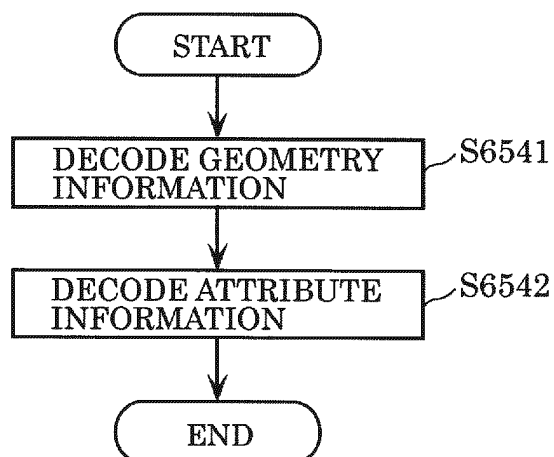 START
DECODE GEOMETRY
INFORMATION
S6541
DECODE ATTRIBUTE
INFORMATION
S6542
END